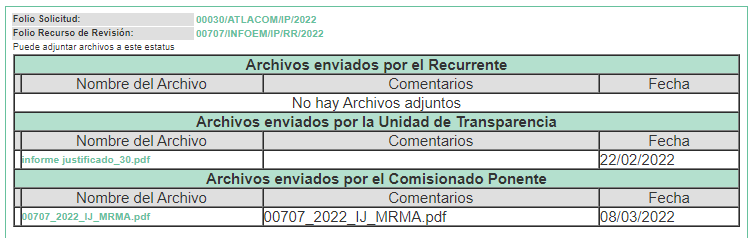 Folio Solicitud: 00030/ATLACOM/IP/2022
Folio Recurso de Revisión: 00707/INFOEM/IP/RR/2022
Puede adjuntar archivos a este estatus
Archivos enviados por el Recurrente
Nombre del Archivo Comentarios Fecha
No hay Archivos adjuntos
Archivos enviados por la Unidad de Transparencia
Nombre del Archivo Comentarios Fecha
informe justificado_30.pdf 22/02/2022
Archivos enviados por el Comisionado Ponente
Nombre del Archivo Comentarios Fecha
00707_2022_IJ_MRMA.pdf 00707_2022_IJ_MRMA.pdf 08/03/2022